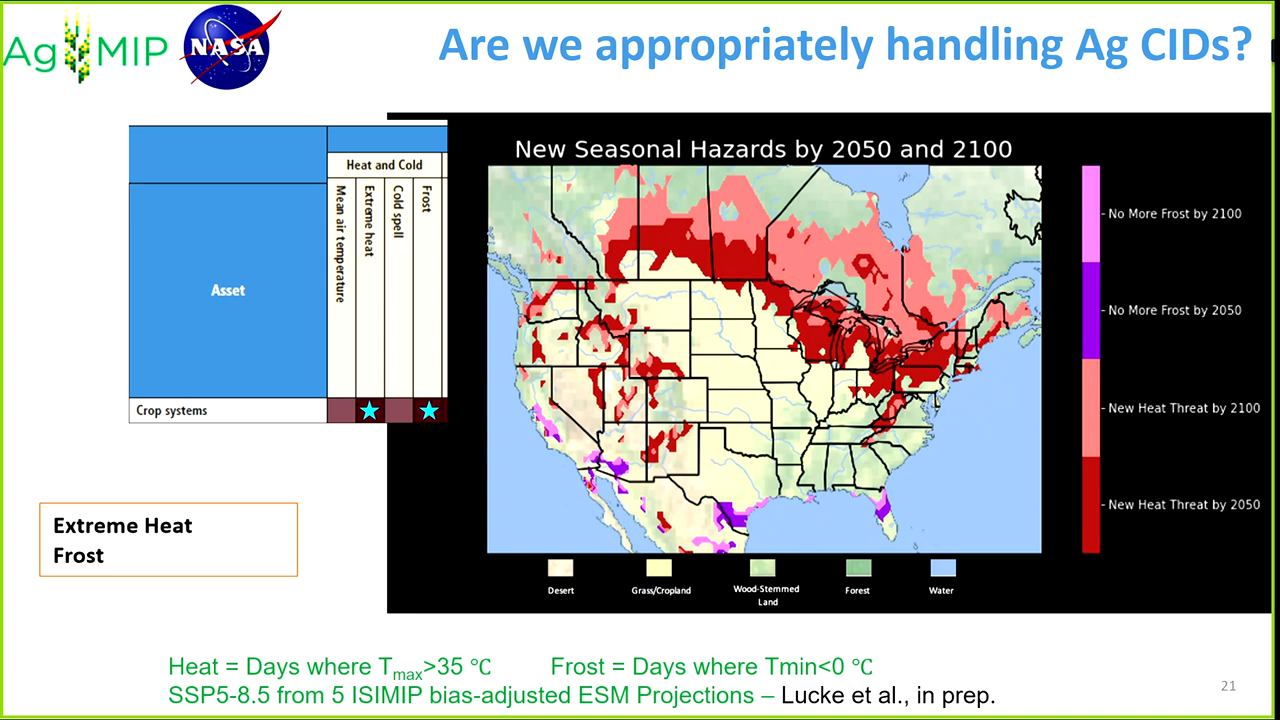 Ag MIP
NASA
Are we appropriately handling Ag CIDs?
Heat and Cold
Mean air temperature
Extreme heat
Cold spell
Frost
Asset
Crop systems
New Seasonal Hazards by 2050 and 2100
No More Frost by 2100
No More Frost by 2050
New Heat Threat by 2100
New Heat Threat by 2050
Desert
Grass/Cropland
Wood-Stemmed
Land
Forest
Water
Extreme Heat
Frost
Heat = Days where Tmax>35 °C Frost = Days where Tmin<0 °C
SSP5-8.5 from 5 ISIMIP bias-adjusted ESM Projections – Lucke et al., in prep.
21